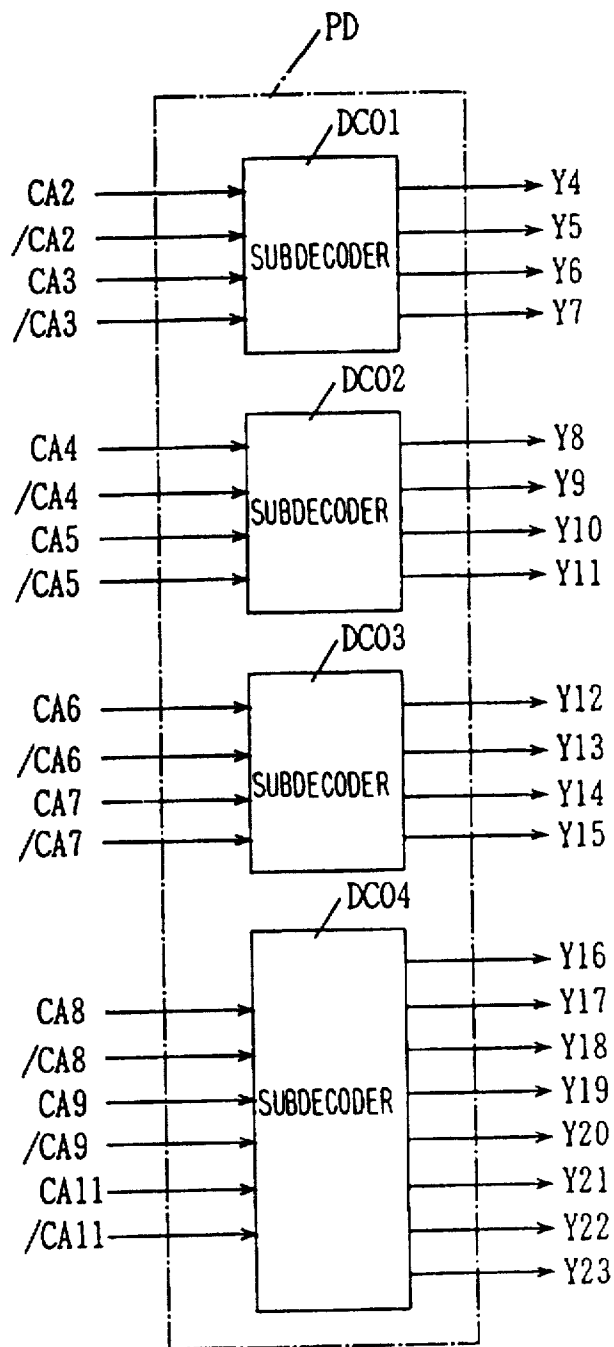 PD
DC01
CA2
/CA2
CA3
/CA3
SUBDECODER
Y4
Y5
Y6
Y7
DC02
CA4
/CA4
CA5
/CA5
SUBDECODER
Y8
Y9
Y10
Y11
DC03
CA6
/CA6
CA7
/CA7
SUBDECODER
Y12
Y13
Y14
Y15
DC04
CA8
/CA8
CA9
/CA9
CA11
/CA11
SUBDECODER
Y16
Y17
Y18
Y19
Y20
Y21
Y22
Y23